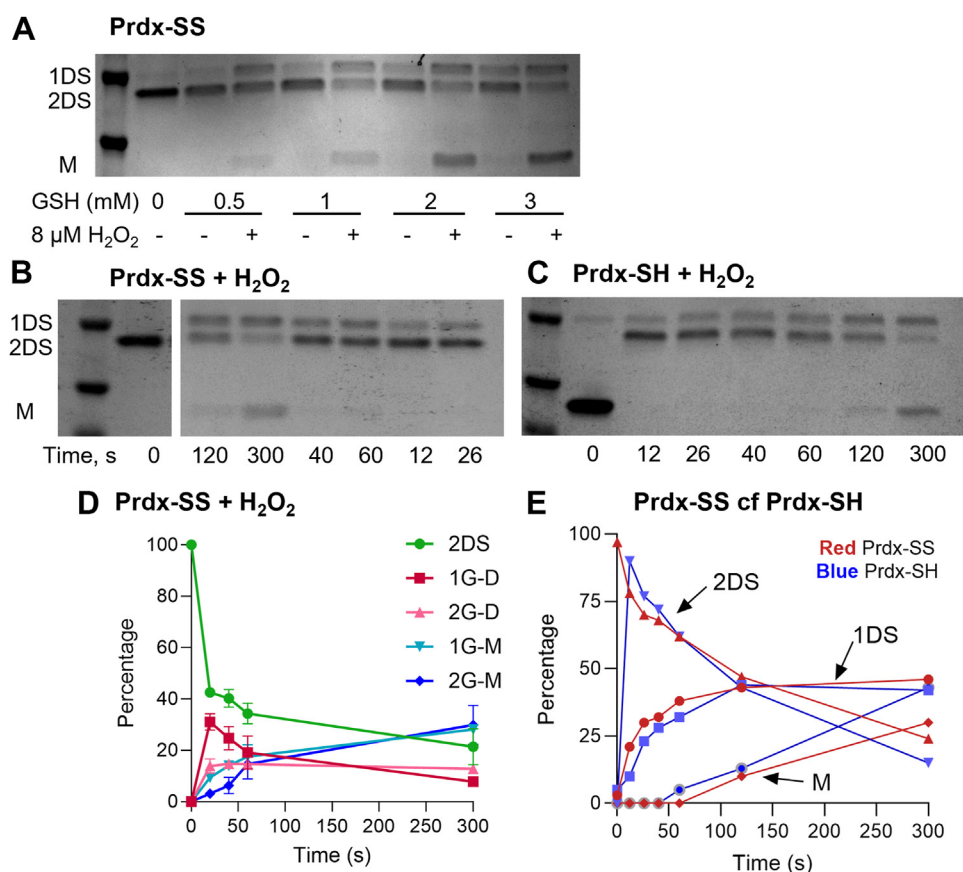 A Prdx-SS
1DS
2DS
M
GSH (mM) 0 0.5 1 2 3
8 µM H₂O₂ - - + - + - + - +
B Prdx-SS + H₂O₂
1DS
2DS
M
Time, s 0 120 300 40 60 12 26
C Prdx-SH + H₂O₂
0 12 26 40 60 120 300
D Prdx-SS + H₂O₂
Percentage
100
80
60
40
20
0
0 50 100 150 200 250 300
Time (s)
2DS
1G-D
2G-D
1G-M
2G-M
E Prdx-SS cf Prdx-SH
Percentage
100
75
50
25
0
0 50 100 150 200 250 300
Time (s)
Red Prdx-SS
Blue Prdx-SH
2DS
1DS
M